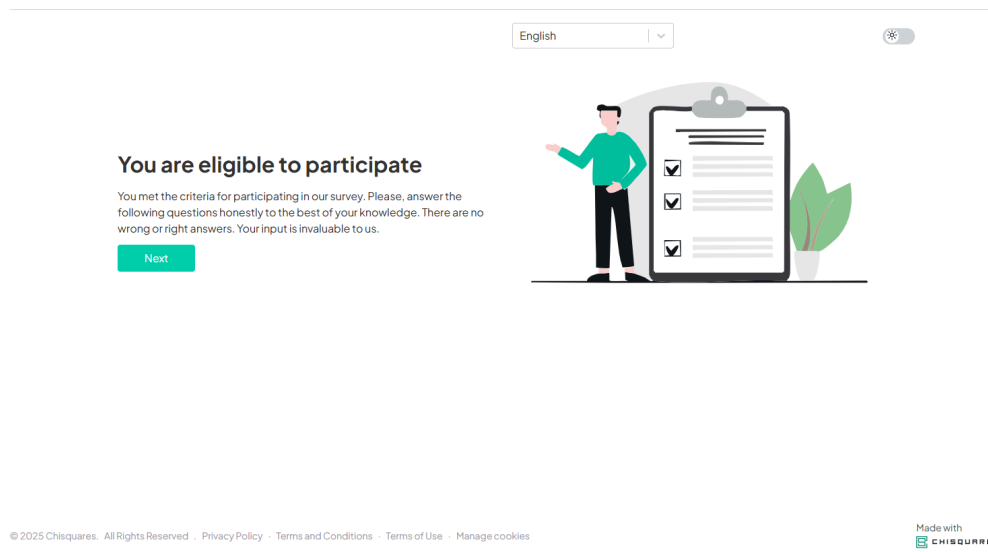 English
You are eligible to participate
You met the criteria for participating in our survey. Please, answer the
following questions honestly to the best of your knowledge. There are no
wrong or right answers. Your input is invaluable to us.
Next
© 2025 Chisquares. All Rights Reserved . Privacy Policy · Terms and Conditions · Terms of Use · Manage cookies
Made with